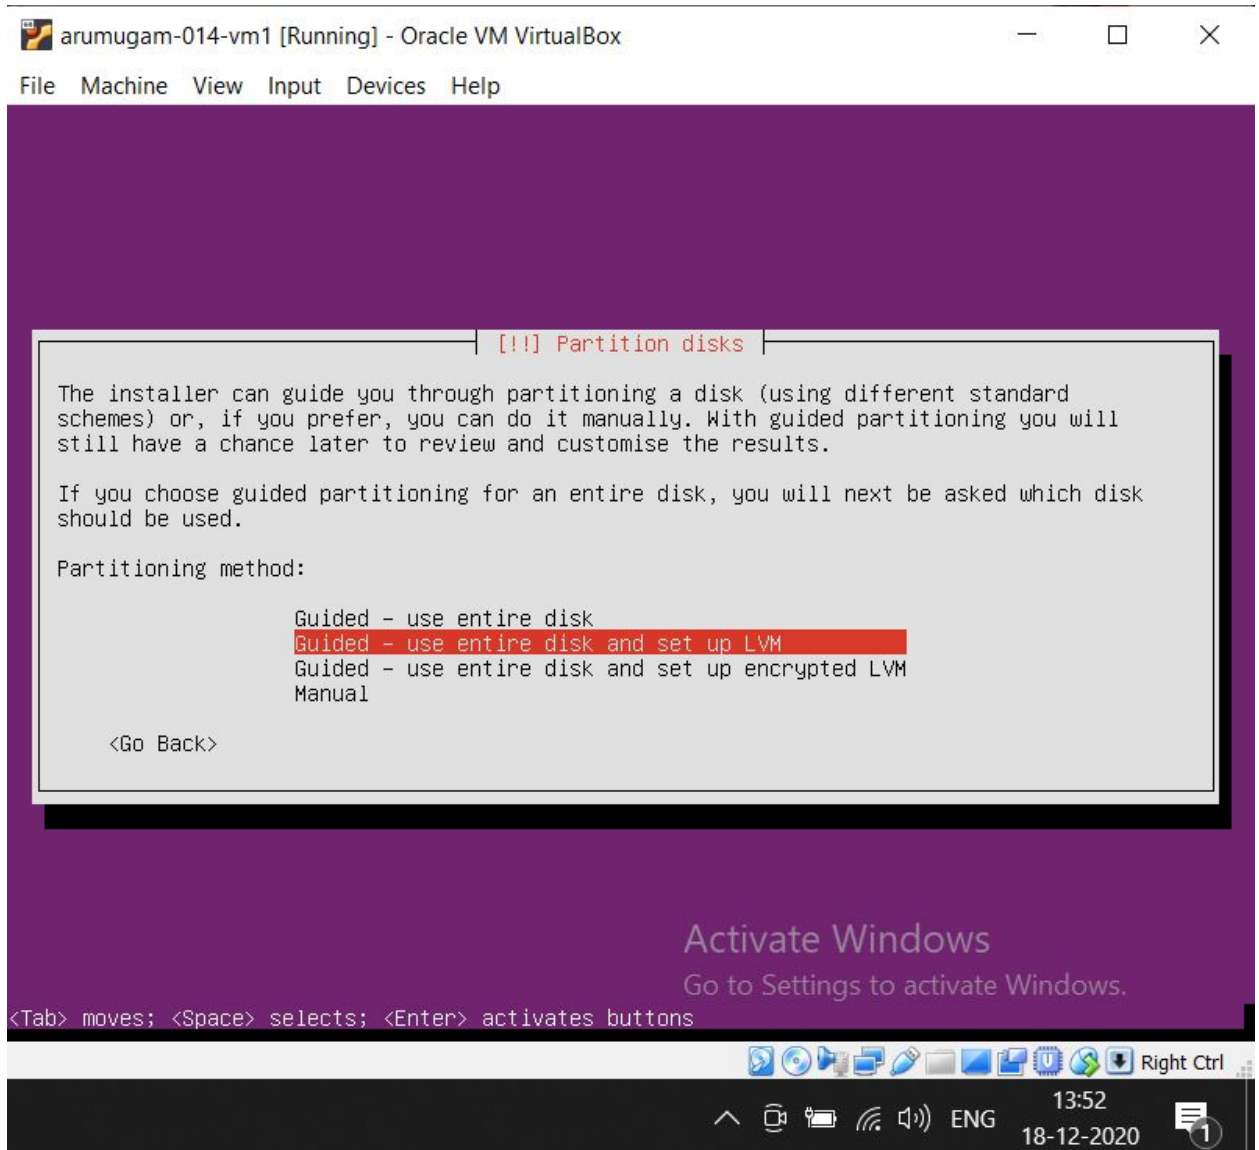 arumugam-014-vm1 [Running] - Oracle VM VirtualBox
File Machine View Input Devices Help
[!!] Partition disks
The installer can guide you through partitioning a disk (using different standard
schemes) or, if you prefer, you can do it manually. With guided partitioning you will
still have a chance later to review and customise the results.
If you choose guided partitioning for an entire disk, you will next be asked which disk
should be used.
Partitioning method:
Guided - use entire disk
Guided - use entire disk and set up LVM
Guided - use entire disk and set up encrypted LVM
Manual
<Go Back>
Activate Windows
Go to Settings to activate Windows.
<Tab> moves; <Space> selects; <Enter> activates buttons
Right Ctrl
ENG
13:52
18-12-2020
1